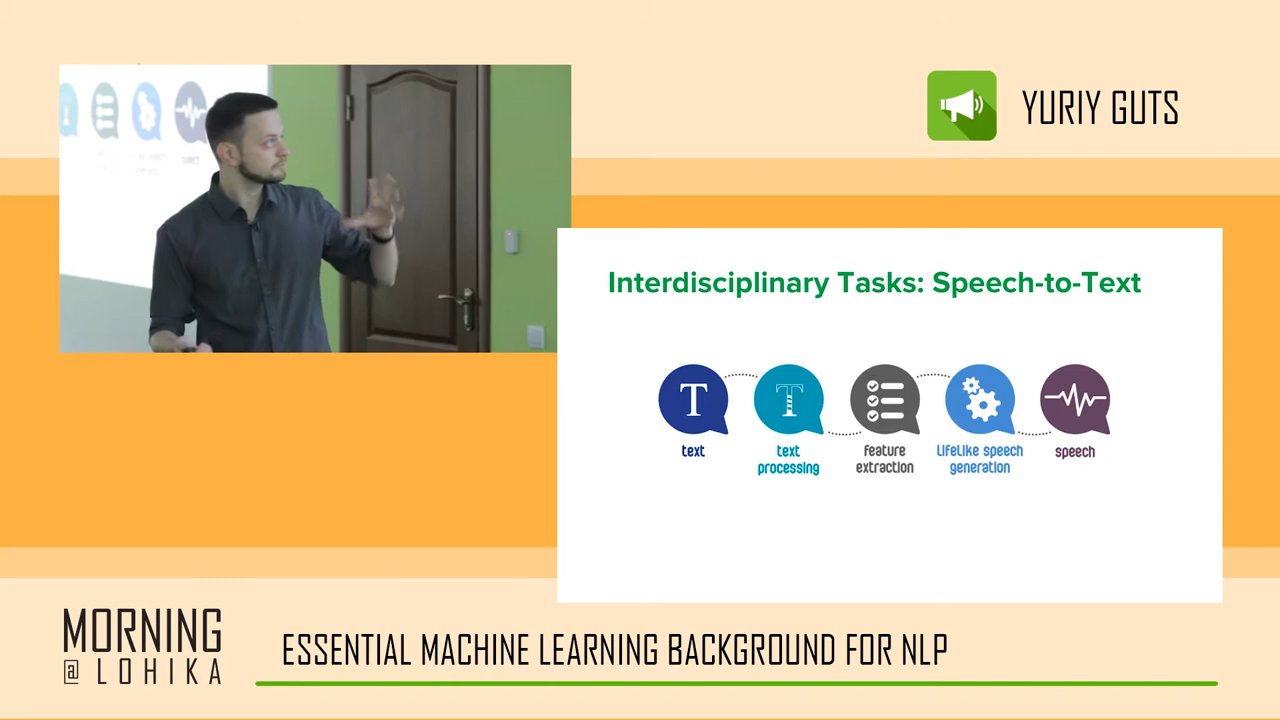 YURIY GUTS
Interdisciplinary Tasks: Speech-to-Text
T
T
text
text
processing
feature
extraction
lifelike speech
generation
speech
MORNING
@ LOHIKA
ESSENTIAL MACHINE LEARNING BACKGROUND FOR NLP